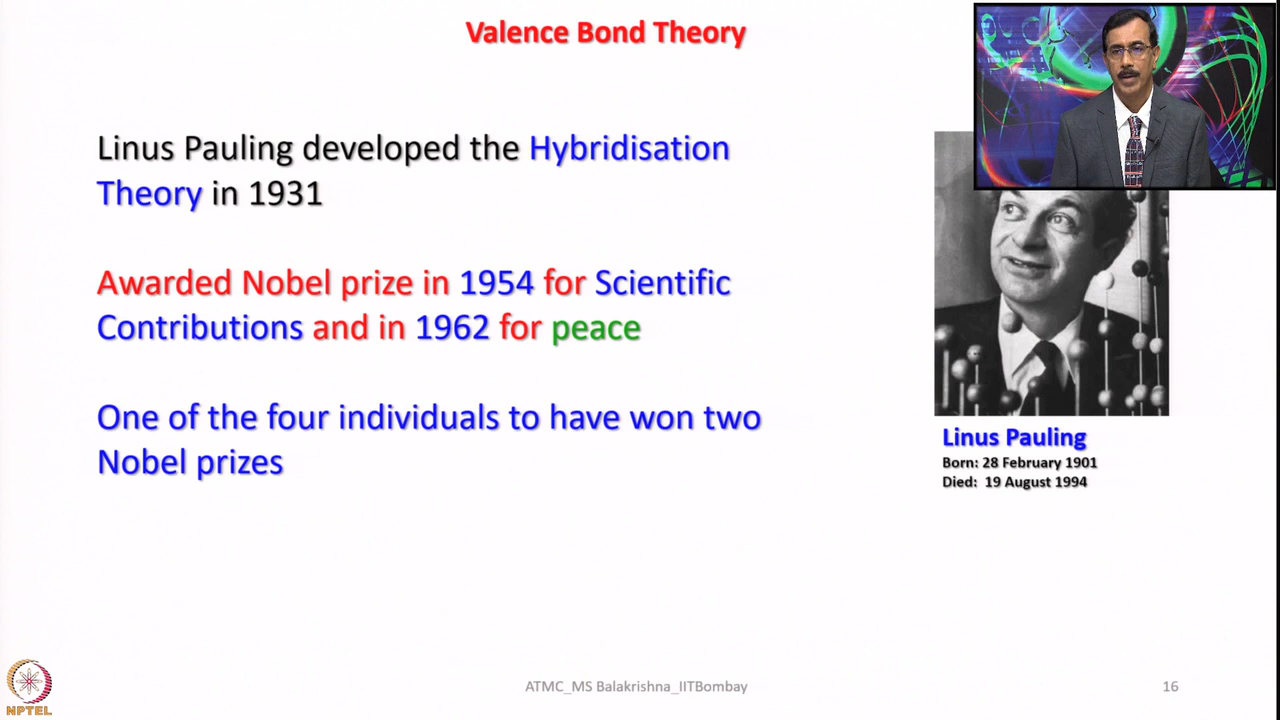 Valence Bond Theory
Linus Pauling developed the Hybridisation
Theory in 1931
Awarded Nobel prize in 1954 for Scientific
Contributions and in 1962 for peace
One of the four individuals to have won two
Nobel prizes
Linus Pauling
Born: 28 February 1901
Died: 19 August 1994
NPTEL
ATMC_MS Balakrishna_IITBombay
16